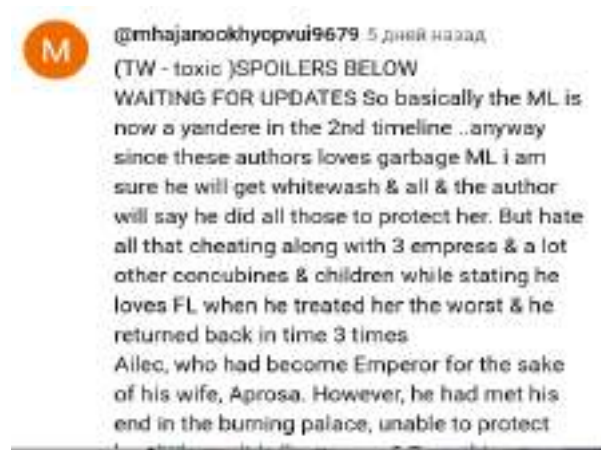 M
@mhajanookhyopvui9679 5 дней назад
(TW - toxic )SPOILERS BELOW
WAITING FOR UPDATES So basically the ML is
now a yandere in the 2nd timeline ..anyway
since these authors loves garbage ML i am
sure he will get whitewash & all & the author
will say he did all those to protect her. But hate
all that cheating along with 3 empress & a lot
other concubines & children while stating he
loves FL when he treated her the worst & he
returned back in time 3 times
Ailec, who had become Emperor for the sake
of his wife, Aprosa. However, he had met his
end in the burning palace, unable to protect